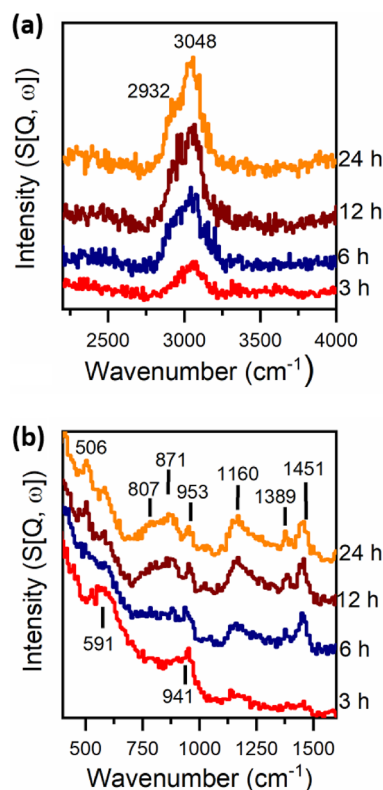 (a)
3048
2932
24 h
12 h
6 h
3 h
Intensity (S[Q, ω])
2500 3000 3500 4000
Wavenumber (cm⁻¹)
(b)
506
807 871 953 1160 1389 1451
24 h
12 h
6 h
591
941
3 h
Intensity (S[Q, ω])
500 750 1000 1250 1500
Wavenumber (cm⁻¹)